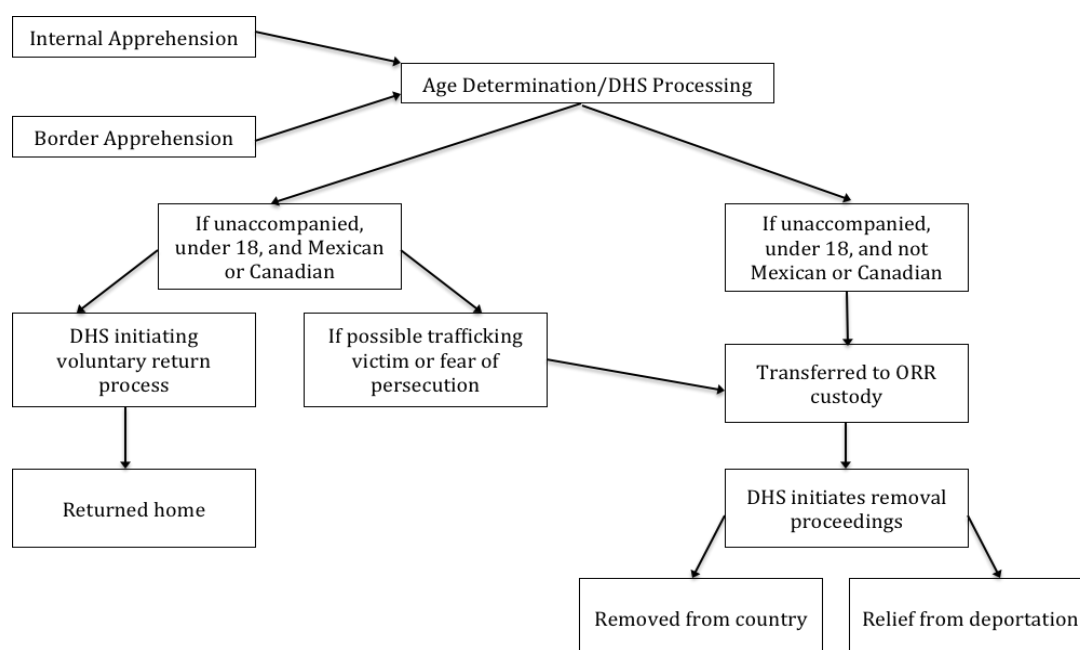 Internal Apprehension
Age Determination/DHS Processing
Border Apprehension
If unaccompanied,
under 18, and Mexican
or Canadian
If unaccompanied,
under 18, and not
Mexican or Canadian
DHS initiating
voluntary return
process
If possible trafficking
victim or fear of
persecution
Transferred to ORR
custody
Returned home
DHS initiates removal
proceedings
Removed from country
Relief from deportation